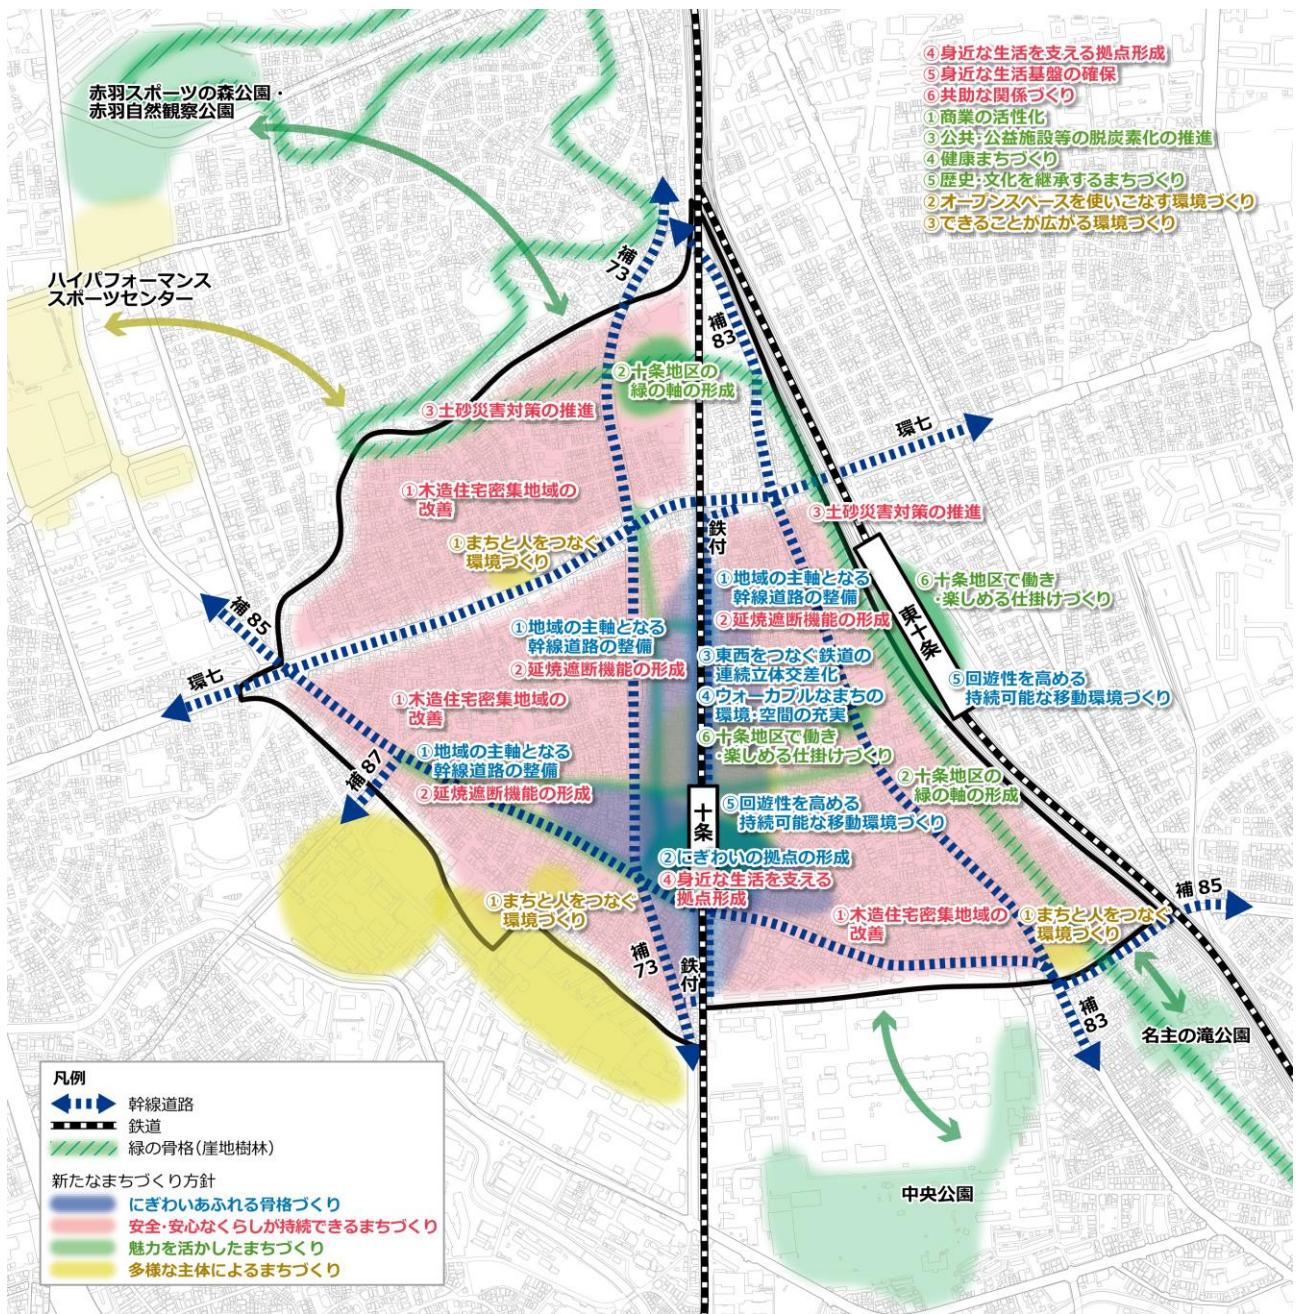 ④身近な生活を支える拠点形成
⑤身近な生活基盤の確保
⑥共助な関係づくり
①商業の活性化
③公共・公益施設等の脱炭素化の推進
④健康まちづくり
⑤歴史・文化を継承するまちづくり
②オープンスペースを使いこなす環境づくり
③できることが広がる環境づくり
赤羽スポーツの森公園・
赤羽自然観察公園
ハイパフォーマンス
スポーツセンター
補73
補83
②十条地区の
緑の軸の形成
③土砂災害対策の推進
環七
①木造住宅密集地域の
改善
③土砂災害対策の推進
鉄付
①まちと人をつなぐ
環境づくり
①地域の主軸となる
幹線道路の整備
②延焼遮断機能の形成
⑥十条地区で働き
・楽しめる仕掛けづくり
東十条
補85
①地域の主軸となる
幹線道路の整備
②延焼遮断機能の形成
③東西をつなぐ鉄道の
連続立体交差化
④ウォーカブルなまちの
環境・空間の充実
⑥十条地区で働き
・楽しめる仕掛けづくり
⑤回遊性を高める
持続可能な移動環境づくり
環七
①木造住宅密集地域の
改善
①地域の主軸となる
幹線道路の整備
②延焼遮断機能の形成
補87
②十条地区の
緑の軸の形成
十条
⑤回遊性を高める
持続可能な移動環境づくり
②にぎわいの拠点の形成
④身近な生活を支える
拠点形成
①まちと人をつなぐ
環境づくり
①木造住宅密集地域の
改善
①まちと人をつなぐ
環境づくり
補85
補73
鉄付
補83
名主の滝公園
中央公園
凡例
幹線道路
鉄道
緑の骨格(崖地樹林)
新たなまちづくり方針
にぎわいあふれる骨格づくり
安全・安心なくらしが持続できるまちづくり
魅力を活かしたまちづくり
多様な主体によるまちづくり